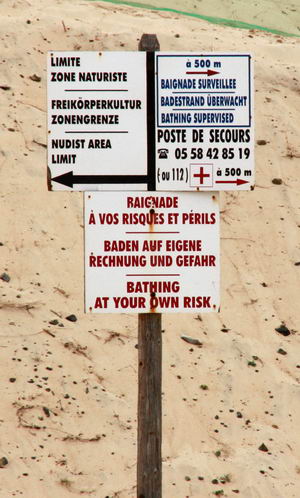 LIMITE
ZONE NATURISTE
FREIKÖRPERKULTUR
ZONENGRENZE
NUDIST AREA
LIMIT
à 500 m
BAIGNADE SURVEILLEE
BADESTRAND ÜBERWACHT
BATHING SUPERVISED
POSTE DE SECOURS
☎ 05 58 42 85 19
( ou 112 ) à 500 m
BAIGNADE
À VOS RISQUES ET PÉRILS
BADEN AUF EIGENE
RECHNUNG UND GEFAHR
BATHING
AT YOUR OWN RISK